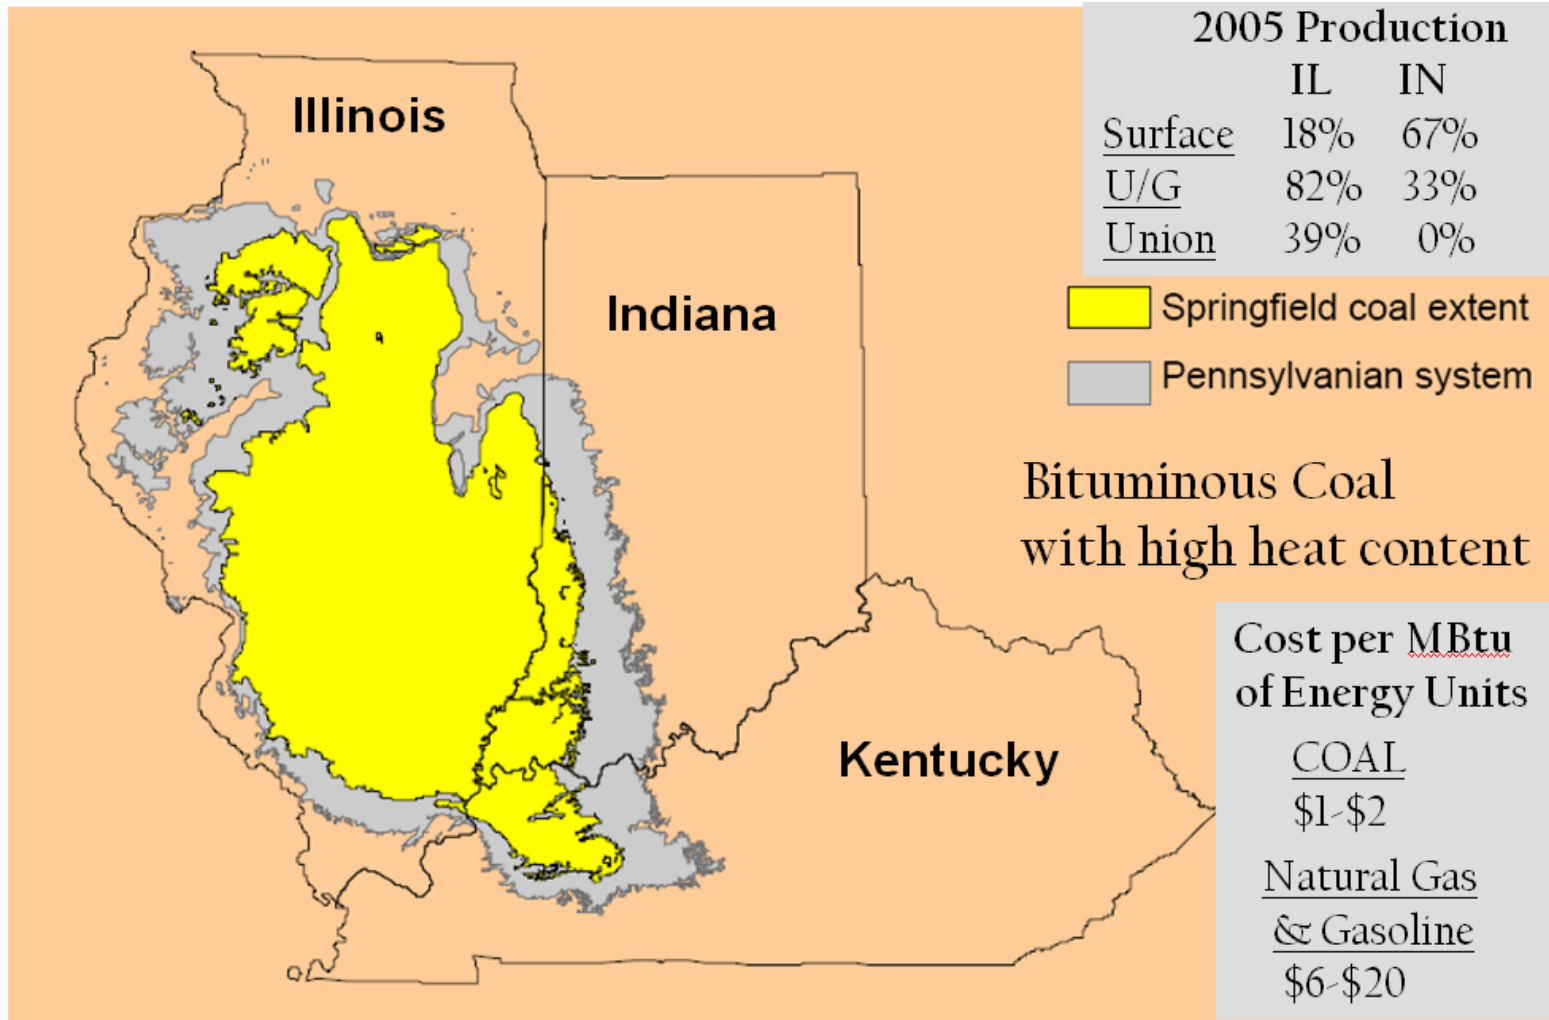 2005 Production
IL IN
Surface 18% 67%
U/G 82% 33%
Union 39% 0%
Illinois
Indiana
Kentucky
Springfield coal extent
Pennsylvanian system
Bituminous Coal
with high heat content
Cost per MBtu
of Energy Units
COAL
$1-$2
Natural Gas
& Gasoline
$6-$20